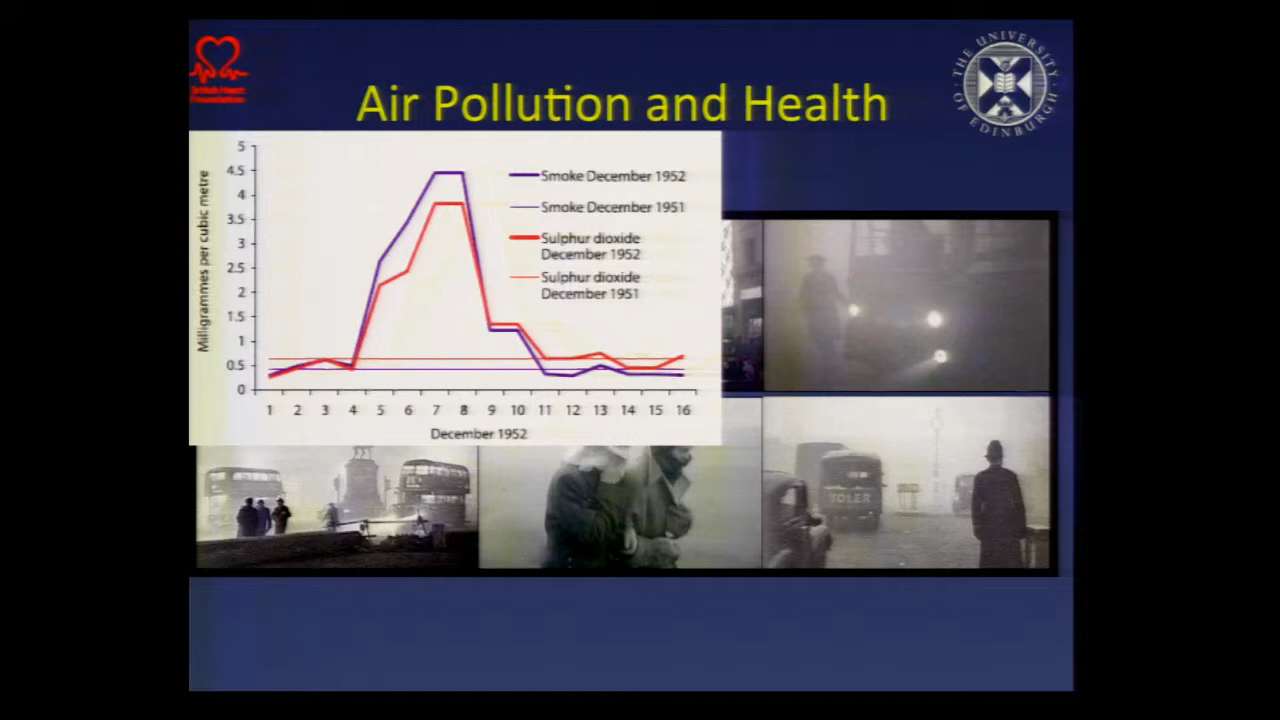 British Heart
Foundation
THE UNIVERSITY
OF EDINBURGH
Air Pollution and Health
Milligrammes per cubic metre
5
4.5
4
3.5
3
2.5
2
1.5
1
0.5
0
Smoke December 1952
Smoke December 1951
Sulphur dioxide
December 1952
Sulphur dioxide
December 1951
1 2 3 4 5 6 7 8 9 10 11 12 13 14 15 16
December 1952
TOLER